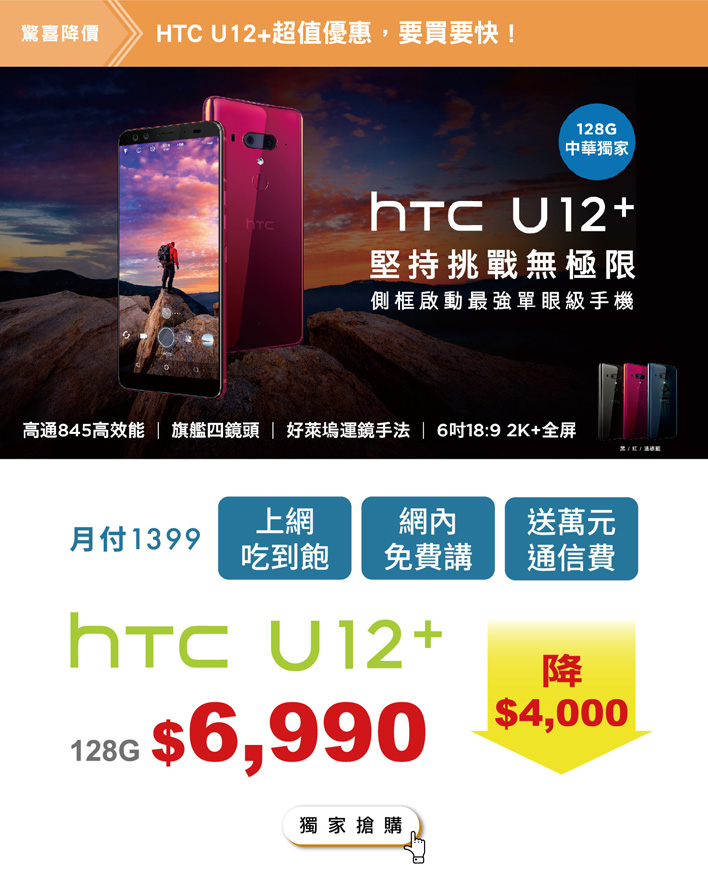 驚喜降價
HTC U12+超值優惠，要買要快！
128G
中華獨家
hTC U12+
堅持挑戰無極限
側框啟動最強單眼級手機
hTC
高通845高效能｜旗艦四鏡頭｜好萊塢運鏡手法｜6吋18:9 2K+全屏
月付1399
上網
吃到飽
網內
免費講
送萬元
通信費
hTC U12+
128G $6,990
降
$4,000
獨家搶購